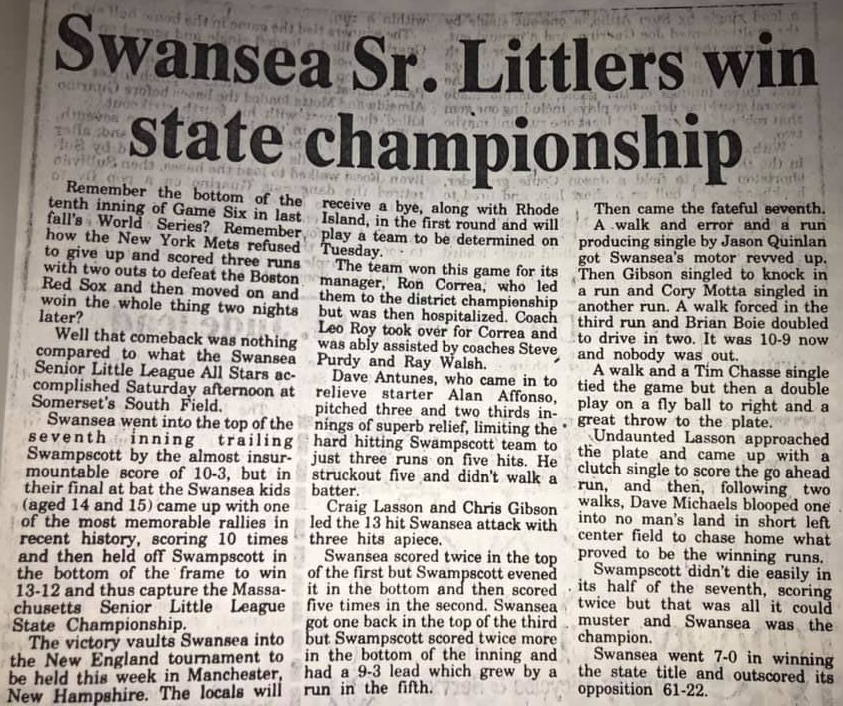 Swansea Sr. Littlers win
state championship
Remember the bottom of the
tenth inning of Game Six in last
fall's World Series? Remember
how the New York Mets refused
to give up and scored three runs
with two outs to defeat the Boston
Red Sox and then moved on and
woin the whole thing two nights
later?
Well that comeback was nothing
compared to what the Swansea
Senior Little League All Stars ac-
complished Saturday afternoon at
Somerset's South Field.
Swansea went into the top of the
seventh inning trailing
Swampscott by the almost insur-
mountable score of 10-3, but in
their final at bat the Swansea kids
(aged 14 and 15) came up with one
of the most memorable rallies in
recent history, scoring 10 times
and then held off Swampscott in
the bottom of the frame to win
13-12 and thus capture the Massa-
chusetts Senior Little League
State Championship.
The victory vaults Swansea into
the New England tournament to
be held this week in Manchester,
New Hampshire. The locals will
receive a bye, along with Rhode
Island, in the first round and will
play a team to be determined on
Tuesday.
The team won this game for its
manager, Ron Correa, who led
them to the district championship
but was then hospitalized. Coach
Leo Roy took over for Correa and
was ably assisted by coaches Steve
Purdy and Ray Walsh.
Dave Antunes, who came in to
relieve starter Alan Affonso,
pitched three and two thirds in-
nings of superb relief, limiting the
hard hitting Swampscott team to
just three runs on five hits. He
struckout five and didn't walk a
batter.
Craig Lasson and Chris Gibson
led the 13 hit Swansea attack with
three hits apiece.
Swansea scored twice in the top
of the first but Swampscott evened
it in the bottom and then scored
five times in the second. Swansea
got one back in the top of the third
but Swampscott scored twice more
in the bottom of the inning and
had a 9-3 lead which grew by a
run in the fifth.
Then came the fateful seventh.
A walk and error and a run
producing single by Jason Quinlan
got Swansea's motor revved up.
Then Gibson singled to knock in
a run and Cory Motta singled in
another run. A walk forced in the
third run and Brian Boie doubled
to drive in two. It was 10-9 now
and nobody was out.
A walk and a Tim Chasse single
tied the game but then a double
play on a fly ball to right and a
great throw to the plate.
Undaunted Lasson approached
the plate and came up with a
clutch single to score the go ahead
run, and then, following two
walks, Dave Michaels blooped one
into no man's land in short left
center field to chase home what
proved to be the winning runs.
Swampscott didn't die easily in
its half of the seventh, scoring
twice but that was all it could
muster and Swansea was the
champion.
Swansea went 7-0 in winning
the state title and outscored its
opposition 61-22.